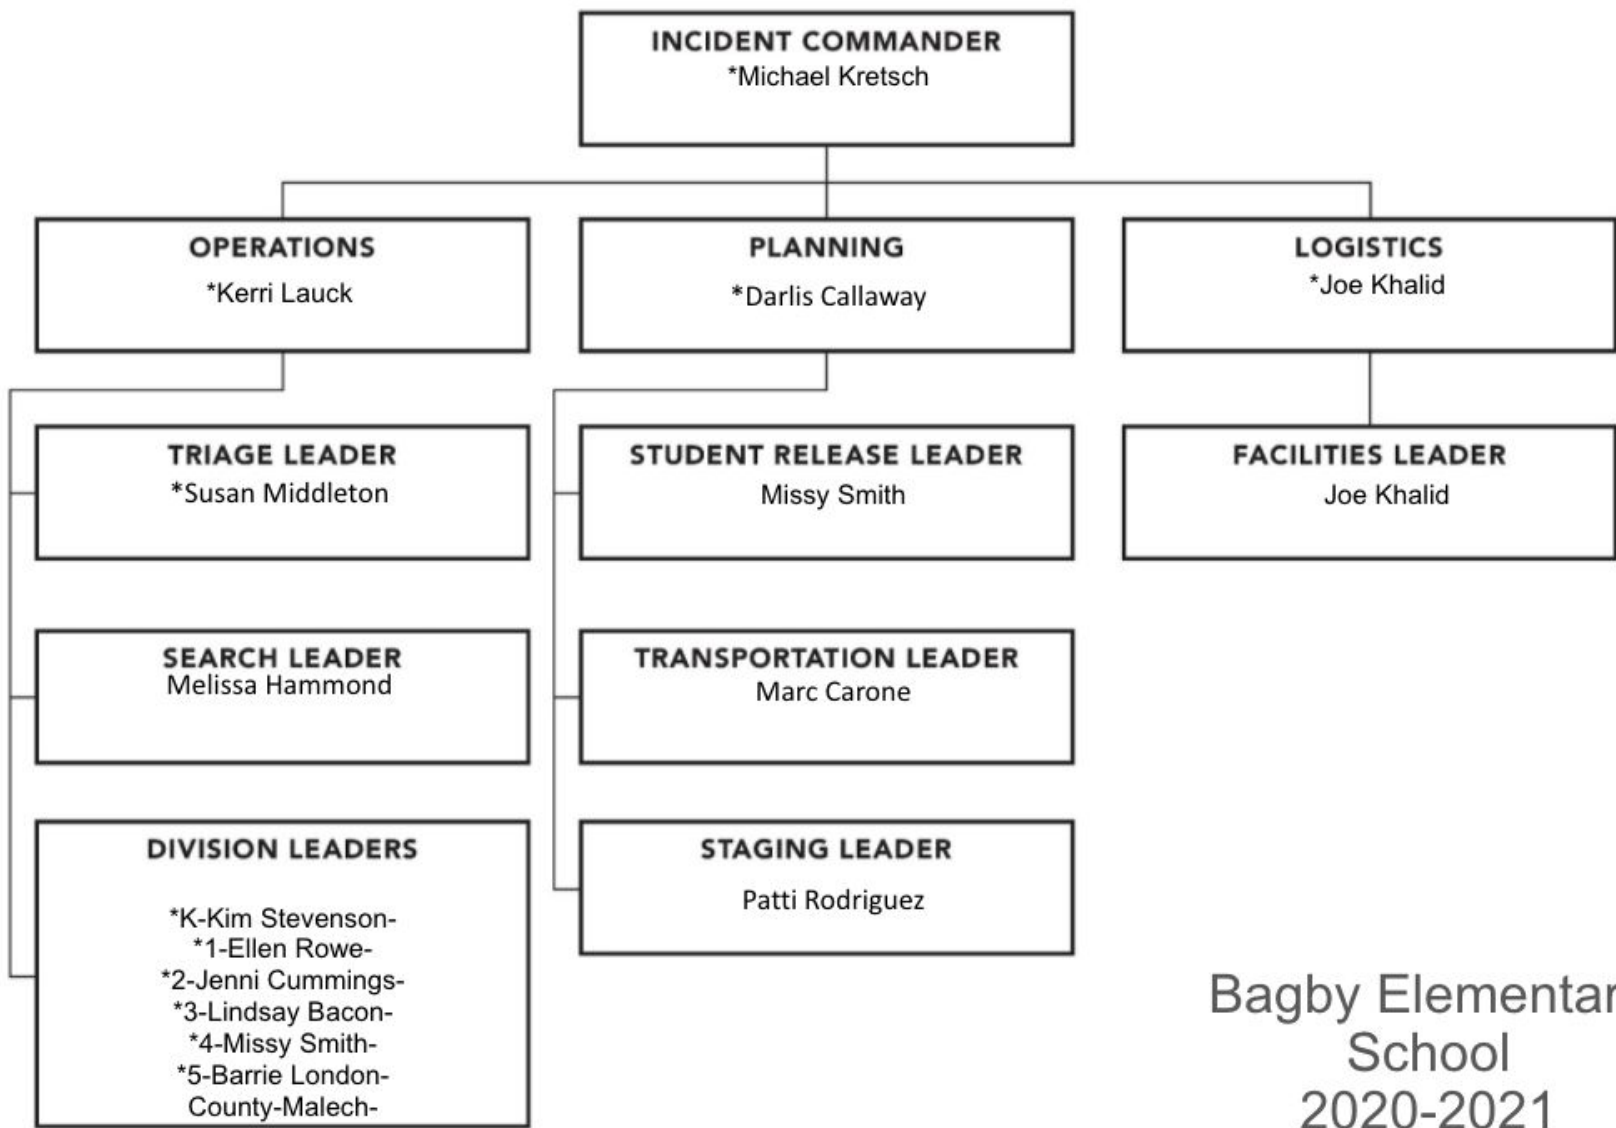 INCIDENT COMMANDER
*Michael Kretsch
OPERATIONS
*Kerri Lauck
PLANNING
*Darlis Callaway
LOGISTICS
*Joe Khalid
TRIAGE LEADER
*Susan Middleton
STUDENT RELEASE LEADER
Missy Smith
FACILITIES LEADER
Joe Khalid
SEARCH LEADER
Melissa Hammond
TRANSPORTATION LEADER
Marc Carone
DIVISION LEADERS
*K-Kim Stevenson-
*1-Ellen Rowe-
*2-Jenni Cummings-
*3-Lindsay Bacon-
*4-Missy Smith-
*5-Barrie London-
County-Malech-
STAGING LEADER
Patti Rodriguez
Bagby Elementar
School
2020-2021